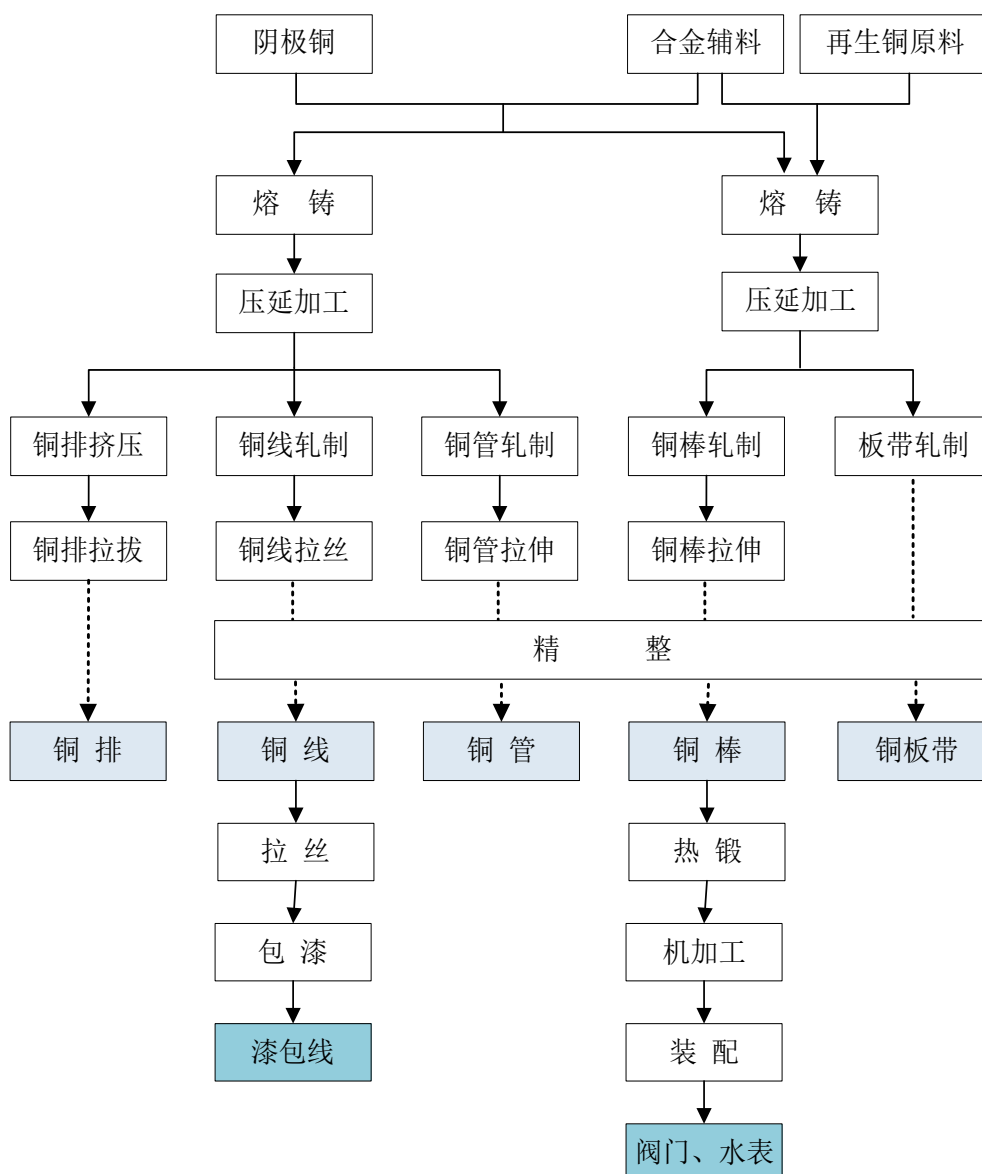 阴极铜
合金辅料
再生铜原料
熔 铸
熔 铸
压延加工
压延加工
铜排挤压
铜线轧制
铜管轧制
铜棒轧制
板带轧制
铜排拉拔
铜线拉丝
铜管拉伸
铜棒拉伸
精 整
铜 排
铜 线
铜 管
铜 棒
铜板带
拉 丝
热 锻
包 漆
机加工
漆包线
装 配
阀门、水表